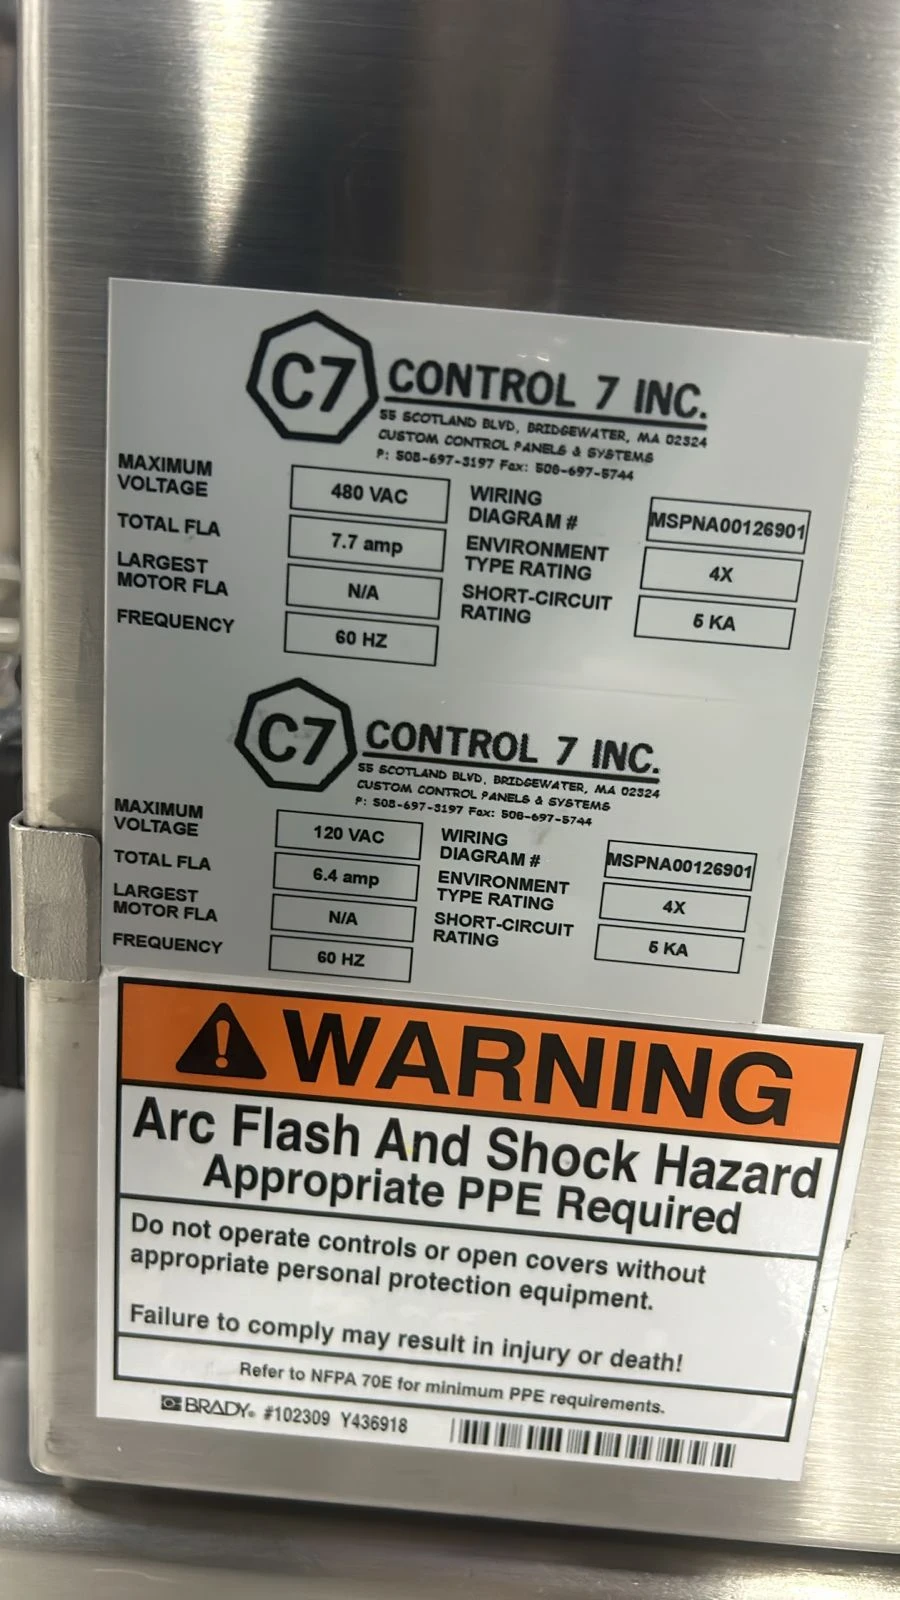 C7 CONTROL 7 INC.
55 SCOTLAND BLVD, BRIDGEWATER, MA 02324
CUSTOM CONTROL PANELS & SYSTEMS
P: 508-697-3197 Fax: 508-697-5744
MAXIMUM VOLTAGE 480 VAC
TOTAL FLA 7.7 amp
LARGEST MOTOR FLA N/A
FREQUENCY 60 HZ
WIRING DIAGRAM # MSPNA00126901
ENVIRONMENT TYPE RATING 4X
SHORT-CIRCUIT RATING 5 KA
C7 CONTROL 7 INC.
55 SCOTLAND BLVD, BRIDGEWATER, MA 02324
CUSTOM CONTROL PANELS & SYSTEMS
P: 508-697-3197 Fax: 508-697-5744
MAXIMUM VOLTAGE 120 VAC
TOTAL FLA 6.4 amp
LARGEST MOTOR FLA N/A
FREQUENCY 60 HZ
WIRING DIAGRAM # MSPNA00126901
ENVIRONMENT TYPE RATING 4X
SHORT-CIRCUIT RATING 5 KA
WARNING
Arc Flash And Shock Hazard
Appropriate PPE Required
Do not operate controls or open covers without
appropriate personal protection equipment.
Failure to comply may result in injury or death!
Refer to NFPA 70E for minimum PPE requirements.
BRADY. #102309 Y436918